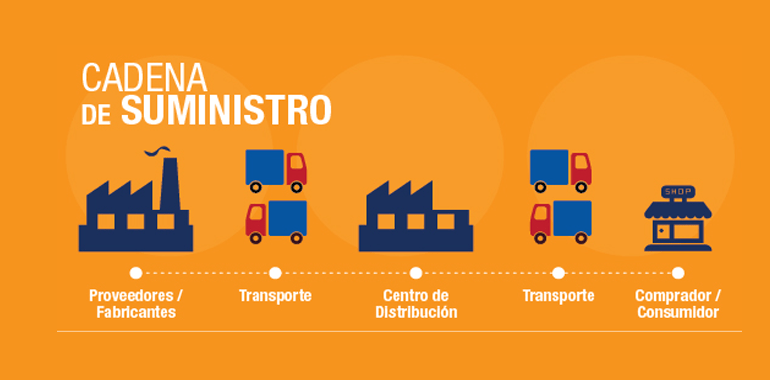 CADENA
DE SUMINISTRO
SHOP
Proveedores /
Fabricantes
Transporte
Centro de
Distribución
Transporte
Comprador /
Consumidor